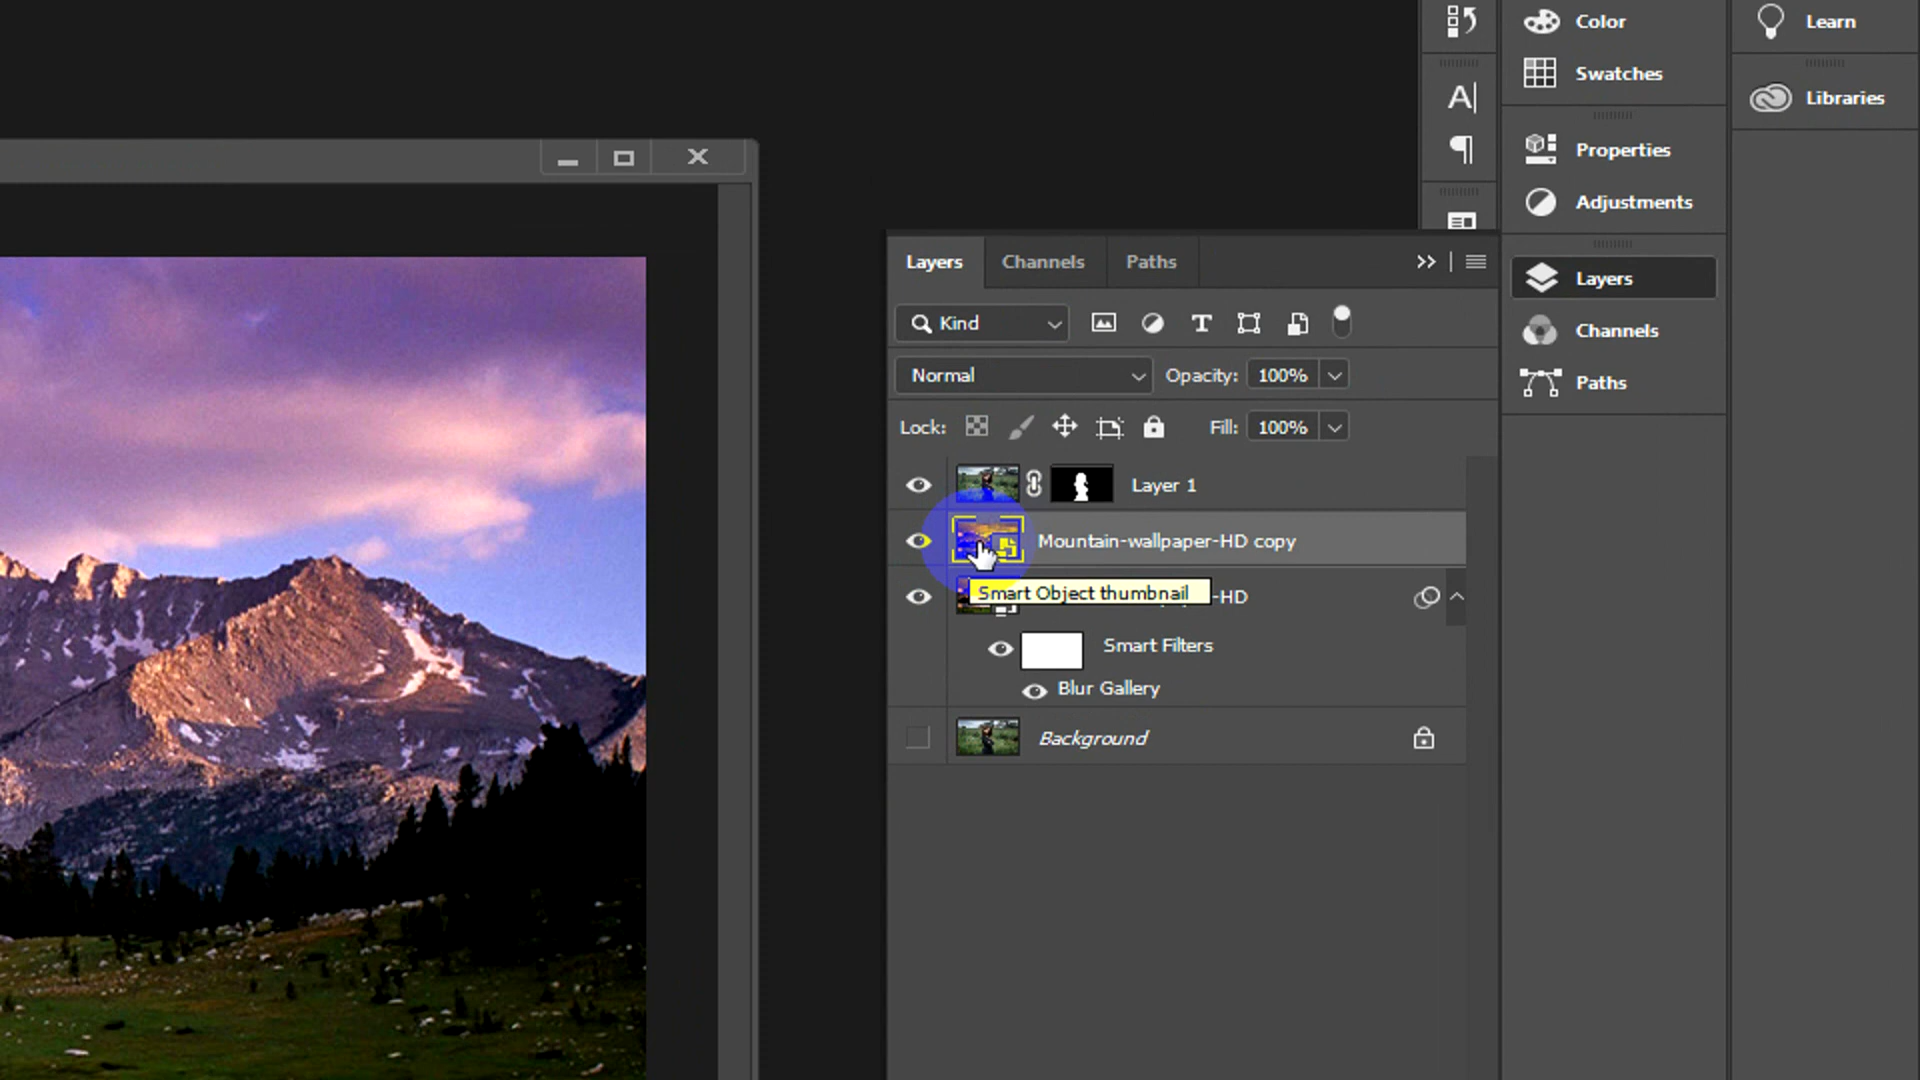 Color
Learn
Swatches
Libraries
A|
Properties
Adjustments
Layers
Channels
Paths
Layers
Channels
Paths
Kind
T
Normal
Opacity:
100%
Lock:
Fill:
100%
Layer 1
Mountain-wallpaper-HD copy
Smart Object thumbnail
-HD
Smart Filters
Blur Gallery
Background